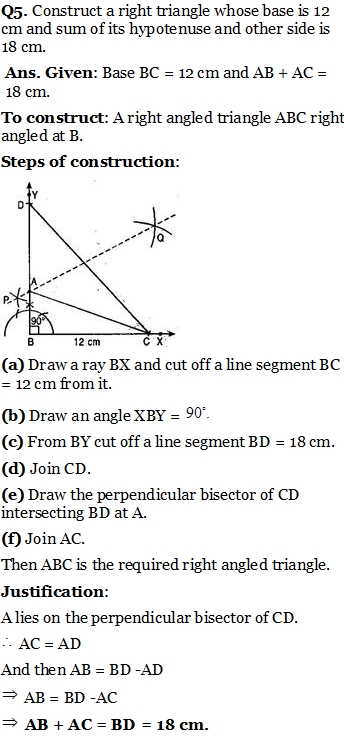 Q5. Construct a right triangle whose base is 12
cm and sum of its hypotenuse and other side is
18 cm.
Ans. Given: Base BC = 12 cm and AB + AC =
18 cm.
To construct: A right angled triangle ABC right
angled at B.
Steps of construction:
Y
D
Q
A
P
90°
B 12 cm C X
(a) Draw a ray BX and cut off a line segment BC
= 12 cm from it.
(b) Draw an angle XBY = 90°.
(c) From BY cut off a line segment BD = 18 cm.
(d) Join CD.
(e) Draw the perpendicular bisector of CD
intersecting BD at A.
(f) Join AC.
Then ABC is the required right angled triangle.
Justification:
A lies on the perpendicular bisector of CD.
∴ AC = AD
And then AB = BD -AD
⇒ AB = BD -AC
⇒ AB + AC = BD = 18 cm.